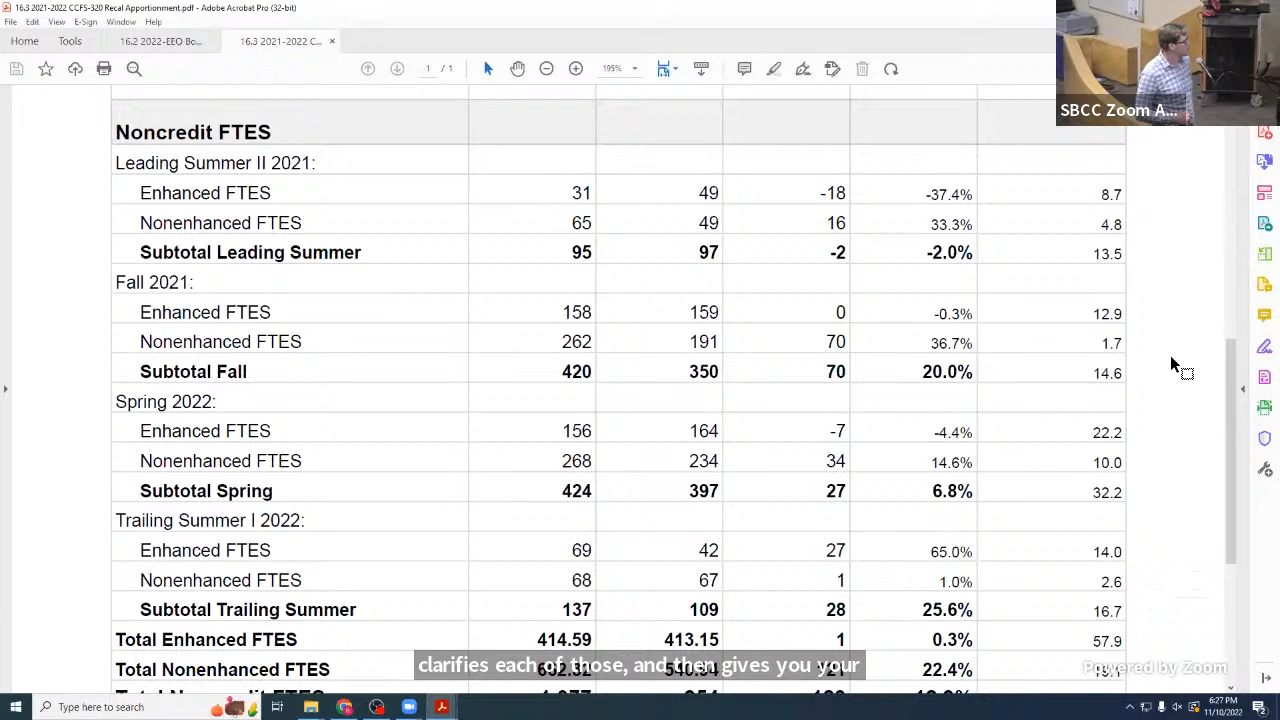 16.3 2021-2022 CCFS-320 Recal Apportionment.pdf - Adobe Acrobat Pro (32-bit)
File Edit View E-Sign Window Help
Home Tools 16.2 2022-EEO Bo... 16.3 2021-2022 C... ×
1 / 1 195%
SBCC Zoom A...
Noncredit FTES
Leading Summer II 2021:
Enhanced FTES 31 49 -18 -37.4% 8.7
Nonenhanced FTES 65 49 16 33.3% 4.8
Subtotal Leading Summer 95 97 -2 -2.0% 13.5
Fall 2021:
Enhanced FTES 158 159 0 -0.3% 12.9
Nonenhanced FTES 262 191 70 36.7% 1.7
Subtotal Fall 420 350 70 20.0% 14.6
Spring 2022:
Enhanced FTES 156 164 -7 -4.4% 22.2
Nonenhanced FTES 268 234 34 14.6% 10.0
Subtotal Spring 424 397 27 6.8% 32.2
Trailing Summer I 2022:
Enhanced FTES 69 42 27 65.0% 14.0
Nonenhanced FTES 68 67 1 1.0% 2.6
Subtotal Trailing Summer 137 109 28 25.6% 16.7
Total Enhanced FTES 414.59 413.15 1 0.3% 57.9
clarifies each of those, and then gives you your
Total Nonenhanced FTES 22.4%
Powered by Zoom
Type here to search
6:27 PM
11/10/2022
2